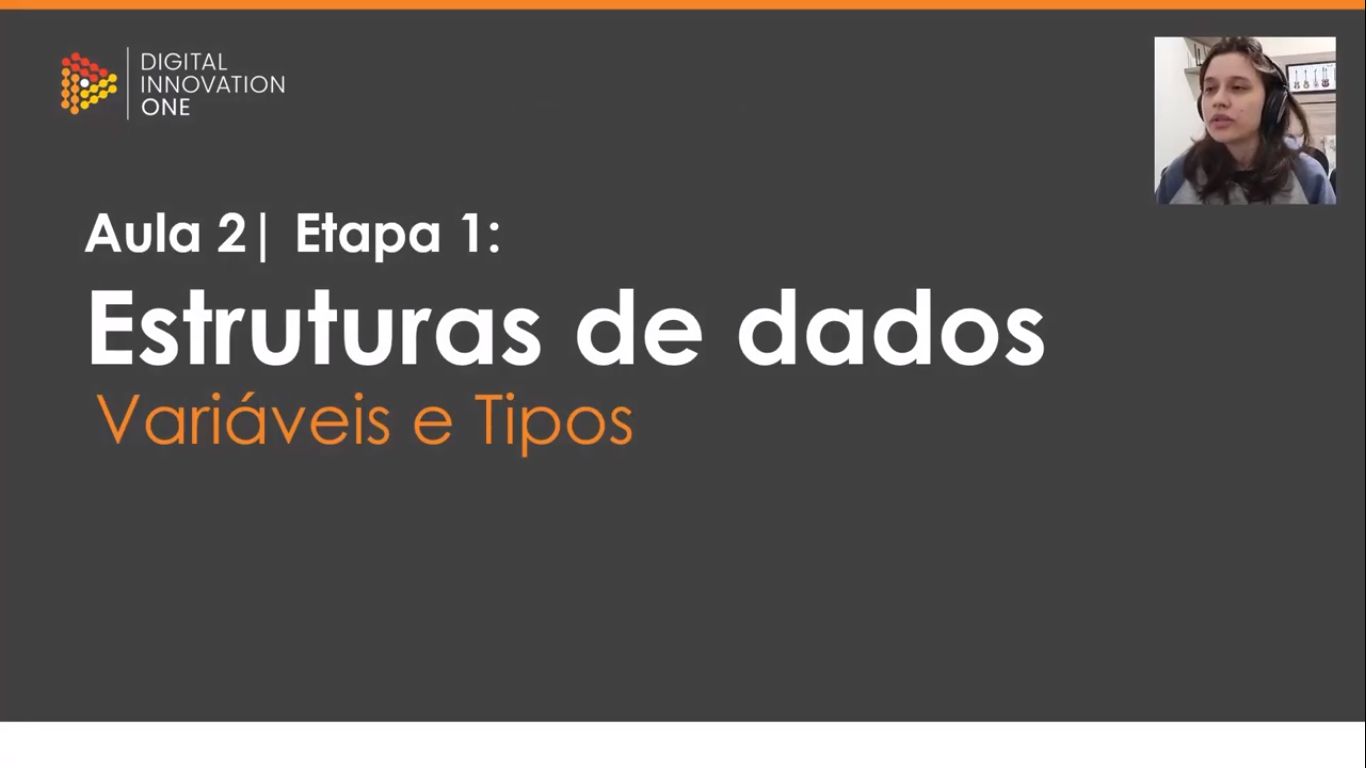 DIGITAL
INNOVATION
ONE
Aula 2| Etapa 1:
Estruturas de dados
Variáveis e Tipos